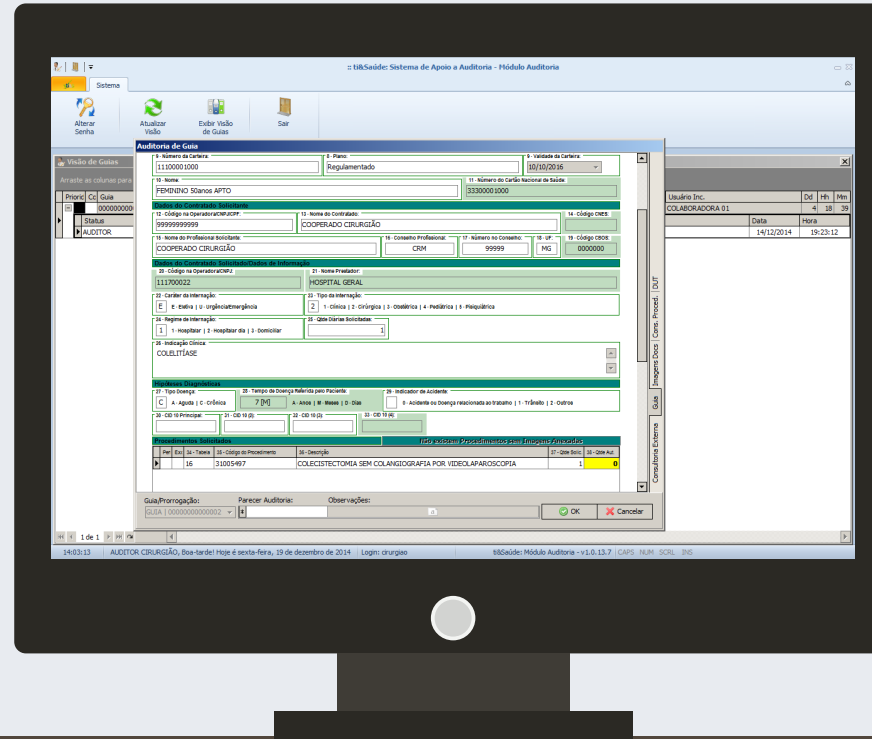 :: ti&Saúde: Sistema de Apoio a Auditoria - Módulo Auditoria
Sistema
Alterar Senha
Atualizar Visão
Exibir Visão de Guias
Sair
Visão de Guias
Arraste as colunas para
Priorid Cc Guia
Usuário Inc. Dd Hh Mm
COLABORADORA 01 4 18 39
Status
Data Hora
AUDITOR
14/12/2014 19:23:12
Auditoria de Guia
9 - Número da Carteira: 8 - Plano: 9 - Validade da Carteira:
11100001000 Regulamentado 10/10/2016
10 - Nome: 11 - Número do Cartão Nacional de Saúde:
FEMININO 50anos APTO 33300001000
Dados do Contratado Solicitante
12 - Código na Operadora/CNPJ/CPF: 13 - Nome do Contratado: 14 - Código CNES:
99999999999 COOPERADO CIRURGIÃO
15 - Nome do Profissional Solicitante: 16 - Conselho Profissional: 17 - Número no Conselho: 18 - UF: 19 - Código CBOS:
COOPERADO CIRURGIÃO CRM 99999 MG 0000000
Dados do Contratado Solicitado/Dados de Informação
20 - Código na Operadora/CNPJ: 21 - Nome Prestador:
111700022 HOSPITAL GERAL
22 - Caráter da Internação: 23 - Tipo da Internação:
E E - Eletiva | U - Urgência/Emergência 2 1 - Clínica | 2 - Cirúrgica | 3 - Obstétrica | 4 - Pediátrica | 5 - Psiquiátrica
24 - Regime de Internação: 25 - Qtde Diárias Solicitadas:
1 1 - Hospitalar | 2 - Hospitalar dia | 3 - Domiciliar 1
26 - Indicação Clínica:
COLELITÍASE
Hipóteses Diagnósticas
27 - Tipo Doença: 28 - Tempo de Doença Referida pelo Paciente: 29 - Indicador de Acidente:
C A - Aguda | C - Crônica 7 [M] A - Anos | M - Meses | D - Dias 0 - Acidente ou Doença relacionada ao trabalho | 1 - Trânsito | 2 - Outros
30 - CID 10 Principal: 31 - CID 10 (2): 32 - CID 10 (3): 33 - CID 10 (4):
Procedimentos Solicitados Não existem Procedimentos sem Imagens Anexadas
Per Exc 34 - Tabela 35 - Código do Procedimento 36 - Descrição 37 - Qtde Solic. 38 - Qtde Aut.
16 31005497 COLECISTECTOMIA SEM COLANGIOGRAFIA POR VIDEOLAPAROSCOPIA 1 0
Guia/Prorrogação: Parecer Auditoria: Observações:
GUIA | 00000000000002 OK Cancelar
DUT
Cons. Proced.
Imagens Docs
Guia
Consultoria Externa
1 de 1
14:03:13 AUDITOR CIRURGIÃO, Boa-tarde! Hoje é sexta-feira, 19 de dezembro de 2014 Login: cirurgiao ti&Saúde: Módulo Auditoria - v1.0.13.7 CAPS NUM SCRL INS